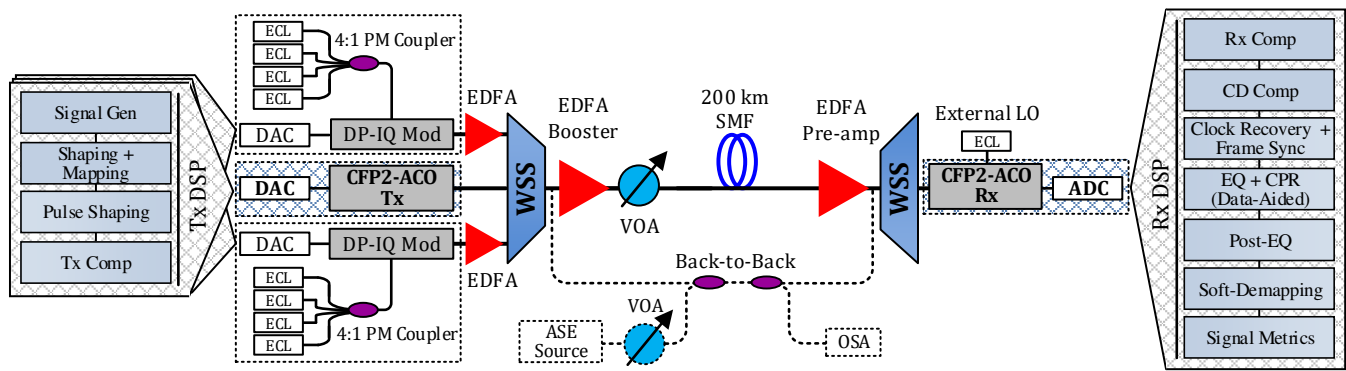 Signal Gen
Shaping +
Mapping
Pulse Shaping
Tx Comp
Tx DSP
ECL
ECL
ECL
ECL
4:1 PM Coupler
DAC
DP-IQ Mod
DAC
CFP2-ACO
Tx
DAC
DP-IQ Mod
ECL
ECL
ECL
ECL
4:1 PM Coupler
EDFA
EDFA
WSS
EDFA
Booster
VOA
200 km
SMF
EDFA
Pre-amp
WSS
Back-to-Back
ASE
Source
VOA
OSA
External LO
ECL
CFP2-ACO
Rx
ADC
Rx DSP
Rx Comp
CD Comp
Clock Recovery +
Frame Sync
EQ + CPR
(Data-Aided)
Post-EQ
Soft-Demapping
Signal Metrics